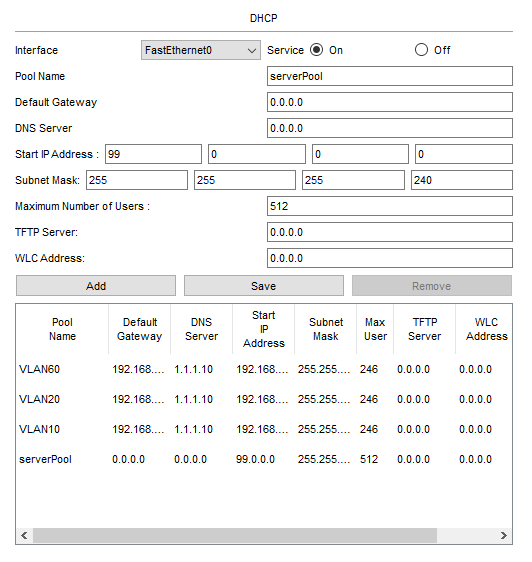 DHCP
Interface FastEthernet0 Service On Off
Pool Name serverPool
Default Gateway 0.0.0.0
DNS Server 0.0.0.0
Start IP Address : 99 0 0 0
Subnet Mask: 255 255 255 240
Maximum Number of Users : 512
TFTP Server: 0.0.0.0
WLC Address: 0.0.0.0
Add Save Remove
Pool Name Default Gateway DNS Server Start IP Address Subnet Mask Max User TFTP Server WLC Address
VLAN60 192.168.... 1.1.1.10 192.168.... 255.255.... 246 0.0.0.0 0.0.0.0
VLAN20 192.168.... 1.1.1.10 192.168.... 255.255.... 246 0.0.0.0 0.0.0.0
VLAN10 192.168.... 1.1.1.10 192.168.... 255.255.... 246 0.0.0.0 0.0.0.0
serverPool 0.0.0.0 0.0.0.0 99.0.0.0 255.255.... 512 0.0.0.0 0.0.0.0